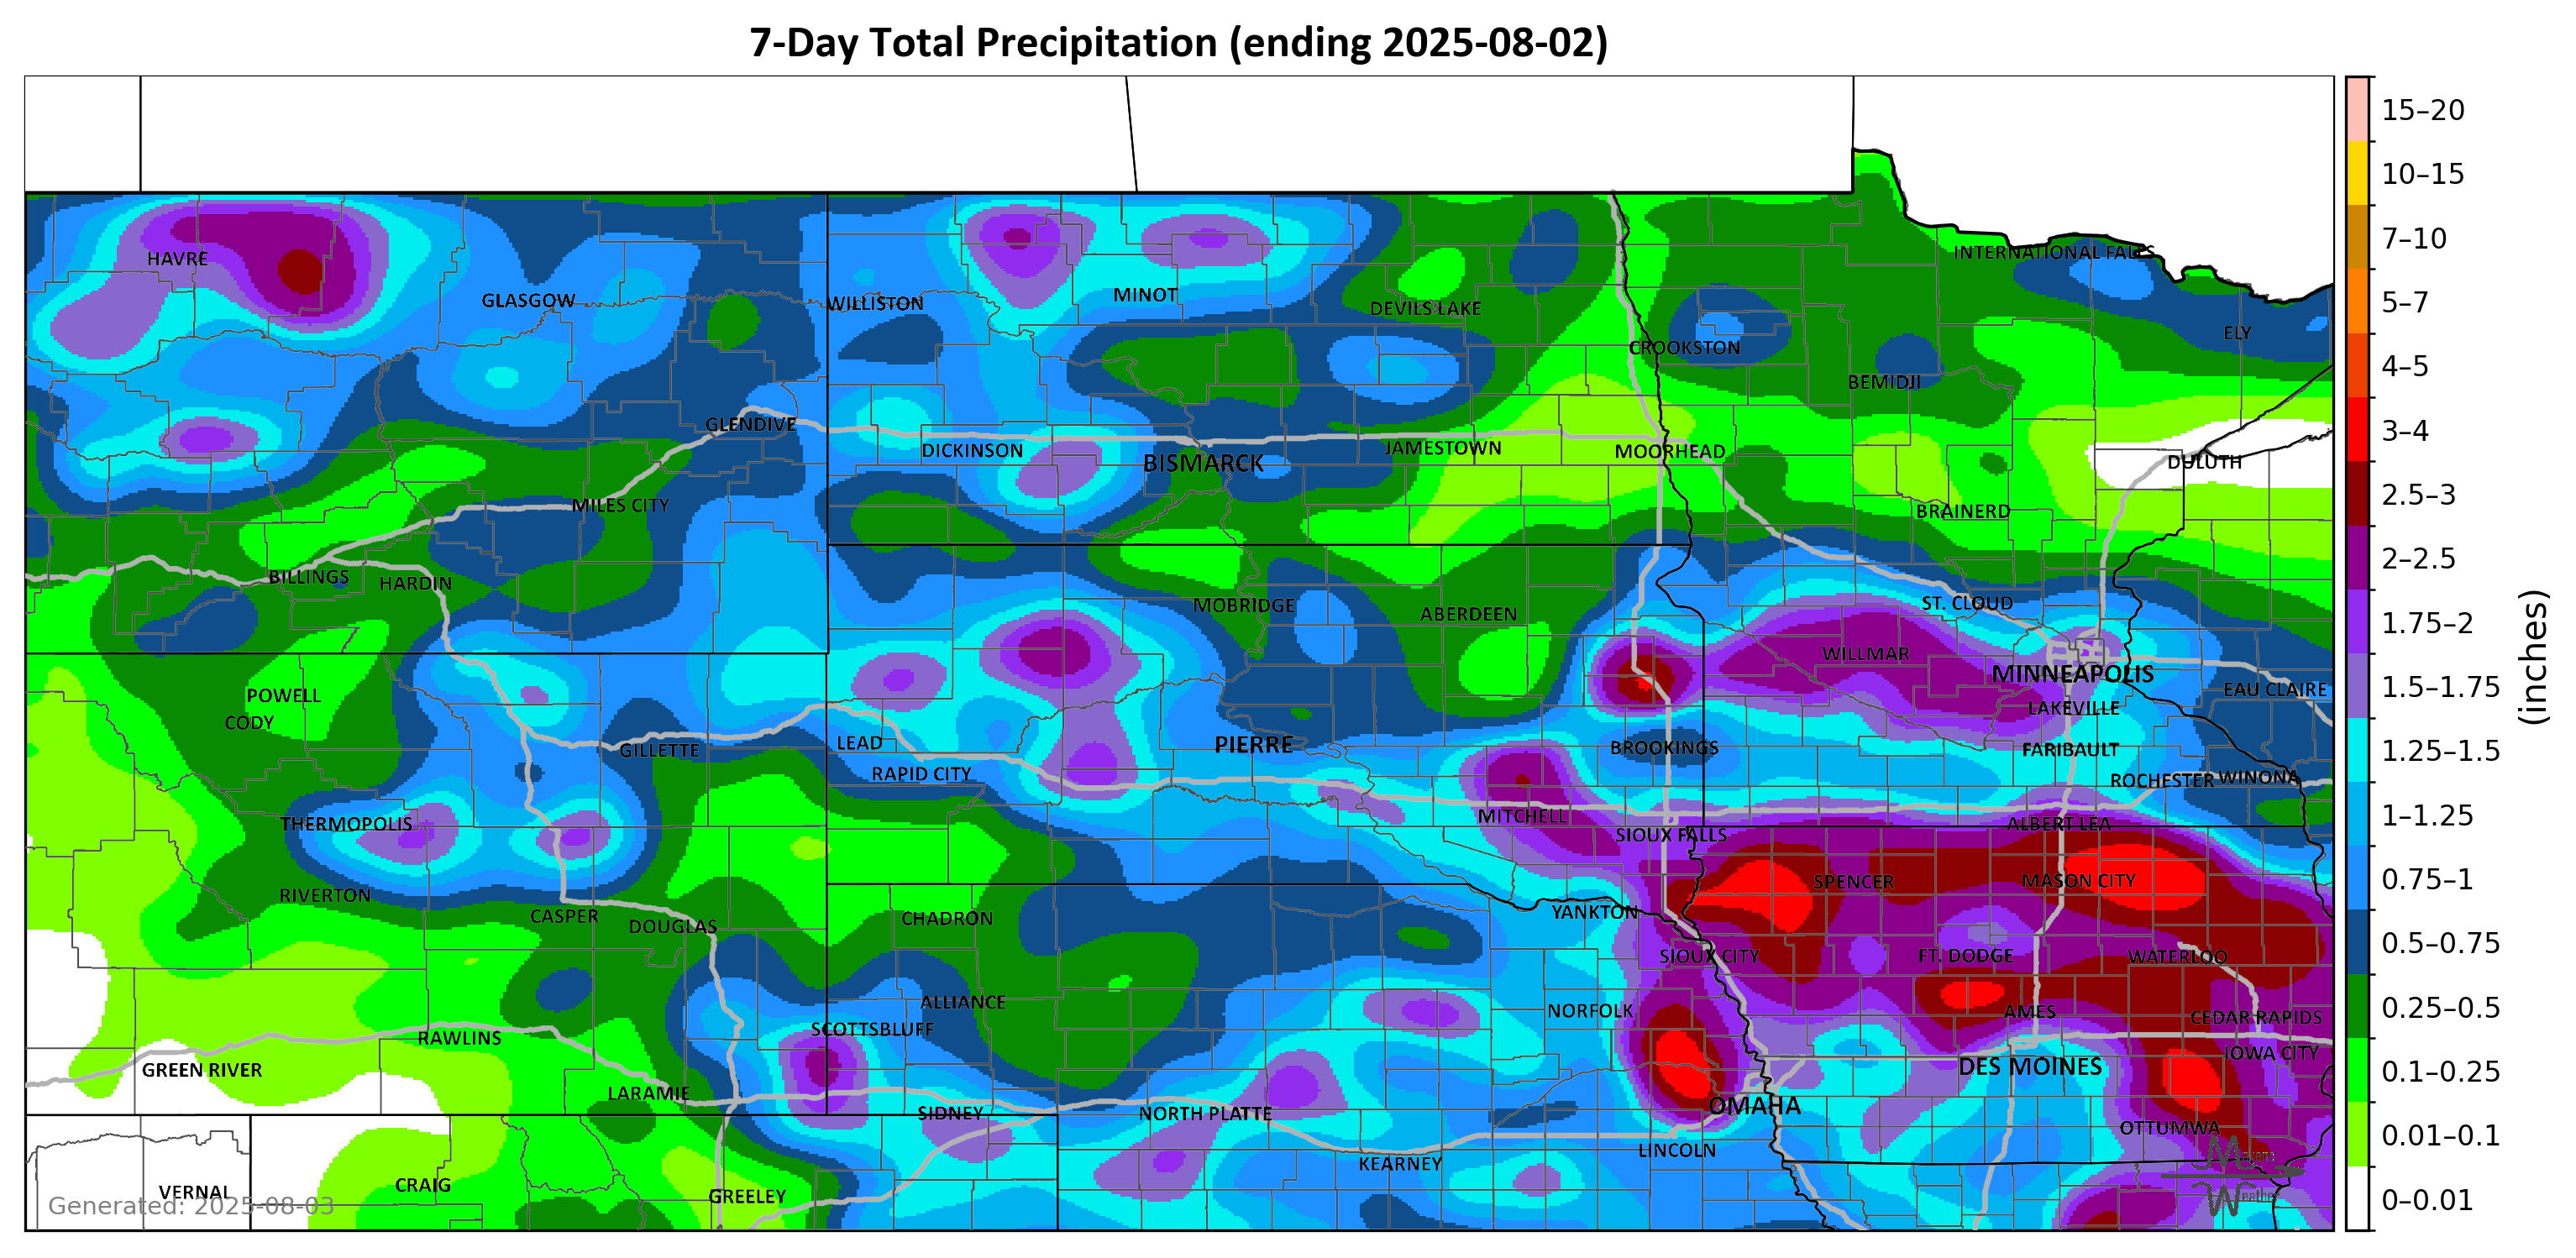 7-Day Total Precipitation (ending 2025-08-02)
HAVRE
GLASGOW
WILLISTON
MINOT
DEVILS LAKE
INTERNATIONAL FALLS
ELY
CROOKSTON
BEMIDJI
GLENDIVE
DICKINSON
BISMARCK
JAMESTOWN
MOORHEAD
DULUTH
MILES CITY
BRAINERD
BILLINGS
HARDIN
MOBRIDGE
ABERDEEN
ST. CLOUD
WILLMAR
MINNEAPOLIS
POWELL
CODY
EAU CLAIRE
LAKEVILLE
GILLETTE
LEAD
PIERRE
BROOKINGS
FARIBAULT
RAPID CITY
ROCHESTER
WINONA
THERMOPOLIS
MITCHELL
SIOUX FALLS
ALBERT LEA
RIVERTON
SPENCER
MASON CITY
CASPER
DOUGLAS
CHADRON
YANKTON
SIOUX CITY
FT. DODGE
WATERLOO
ALLIANCE
NORFOLK
AMES
CEDAR RAPIDS
SCOTTSBLUFF
RAWLINS
IOWA CITY
GREEN RIVER
DES MOINES
LARAMIE
SIDNEY
NORTH PLATTE
OMAHA
OTTUMWA
LINCOLN
KEARNEY
VERNAL
CRAIG
GREELEY
Generated: 2025-08-03
Makens
Weather
15–20
10–15
7–10
5–7
4–5
3–4
2.5–3
2–2.5
1.75–2
1.5–1.75
1.25–1.5
1–1.25
0.75–1
0.5–0.75
0.25–0.5
0.1–0.25
0.01–0.1
0–0.01
(inches)